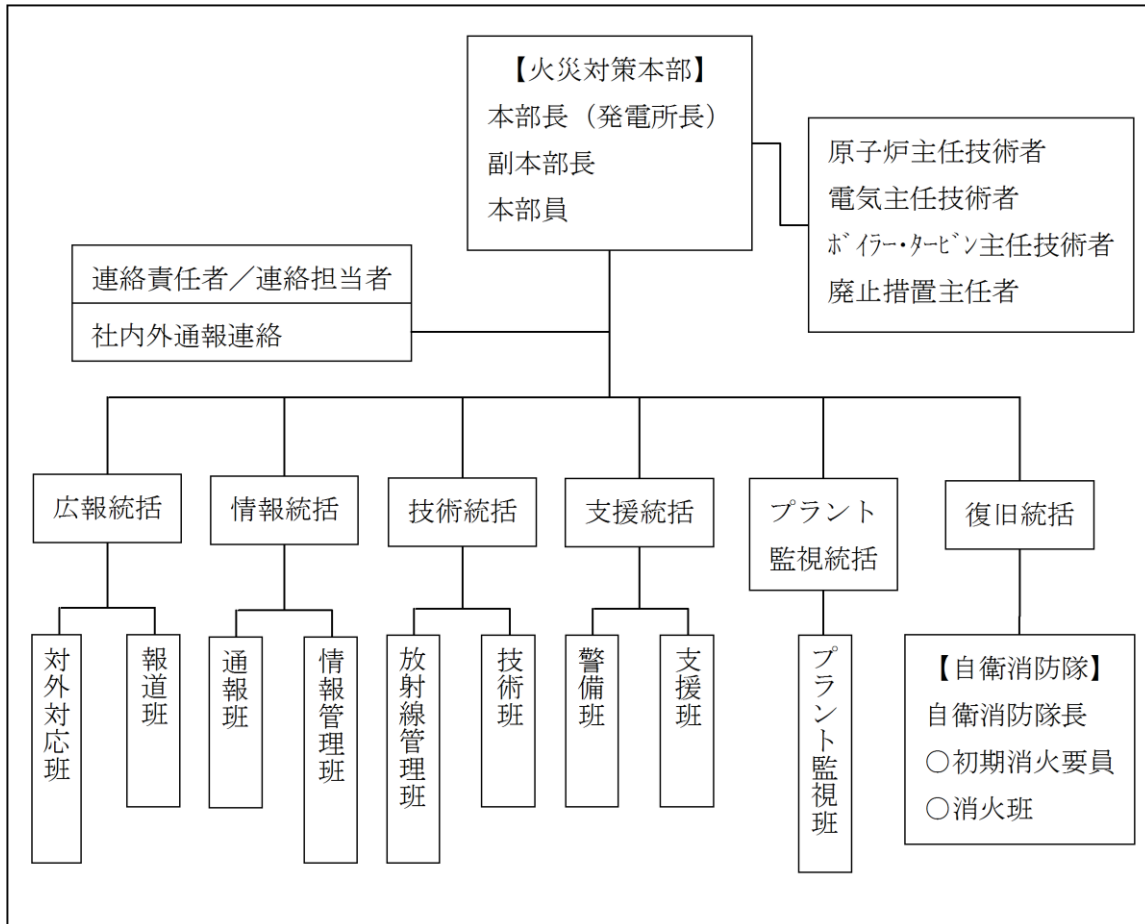 【火災対策本部】
本部長（発電所長）
副本部長
本部員
原子炉主任技術者
電気主任技術者
ﾎﾞｲﾗｰ・ﾀｰﾋﾞﾝ主任技術者
廃止措置主任者
連絡責任者／連絡担当者
社内外通報連絡
広報統括
情報統括
技術統括
支援統括
プラント
監視統括
復旧統括
対外対応班
報道班
通報班
情報管理班
放射線管理班
技術班
警備班
支援班
プラント監視班
【自衛消防隊】
自衛消防隊長
○初期消火要員
○消火班